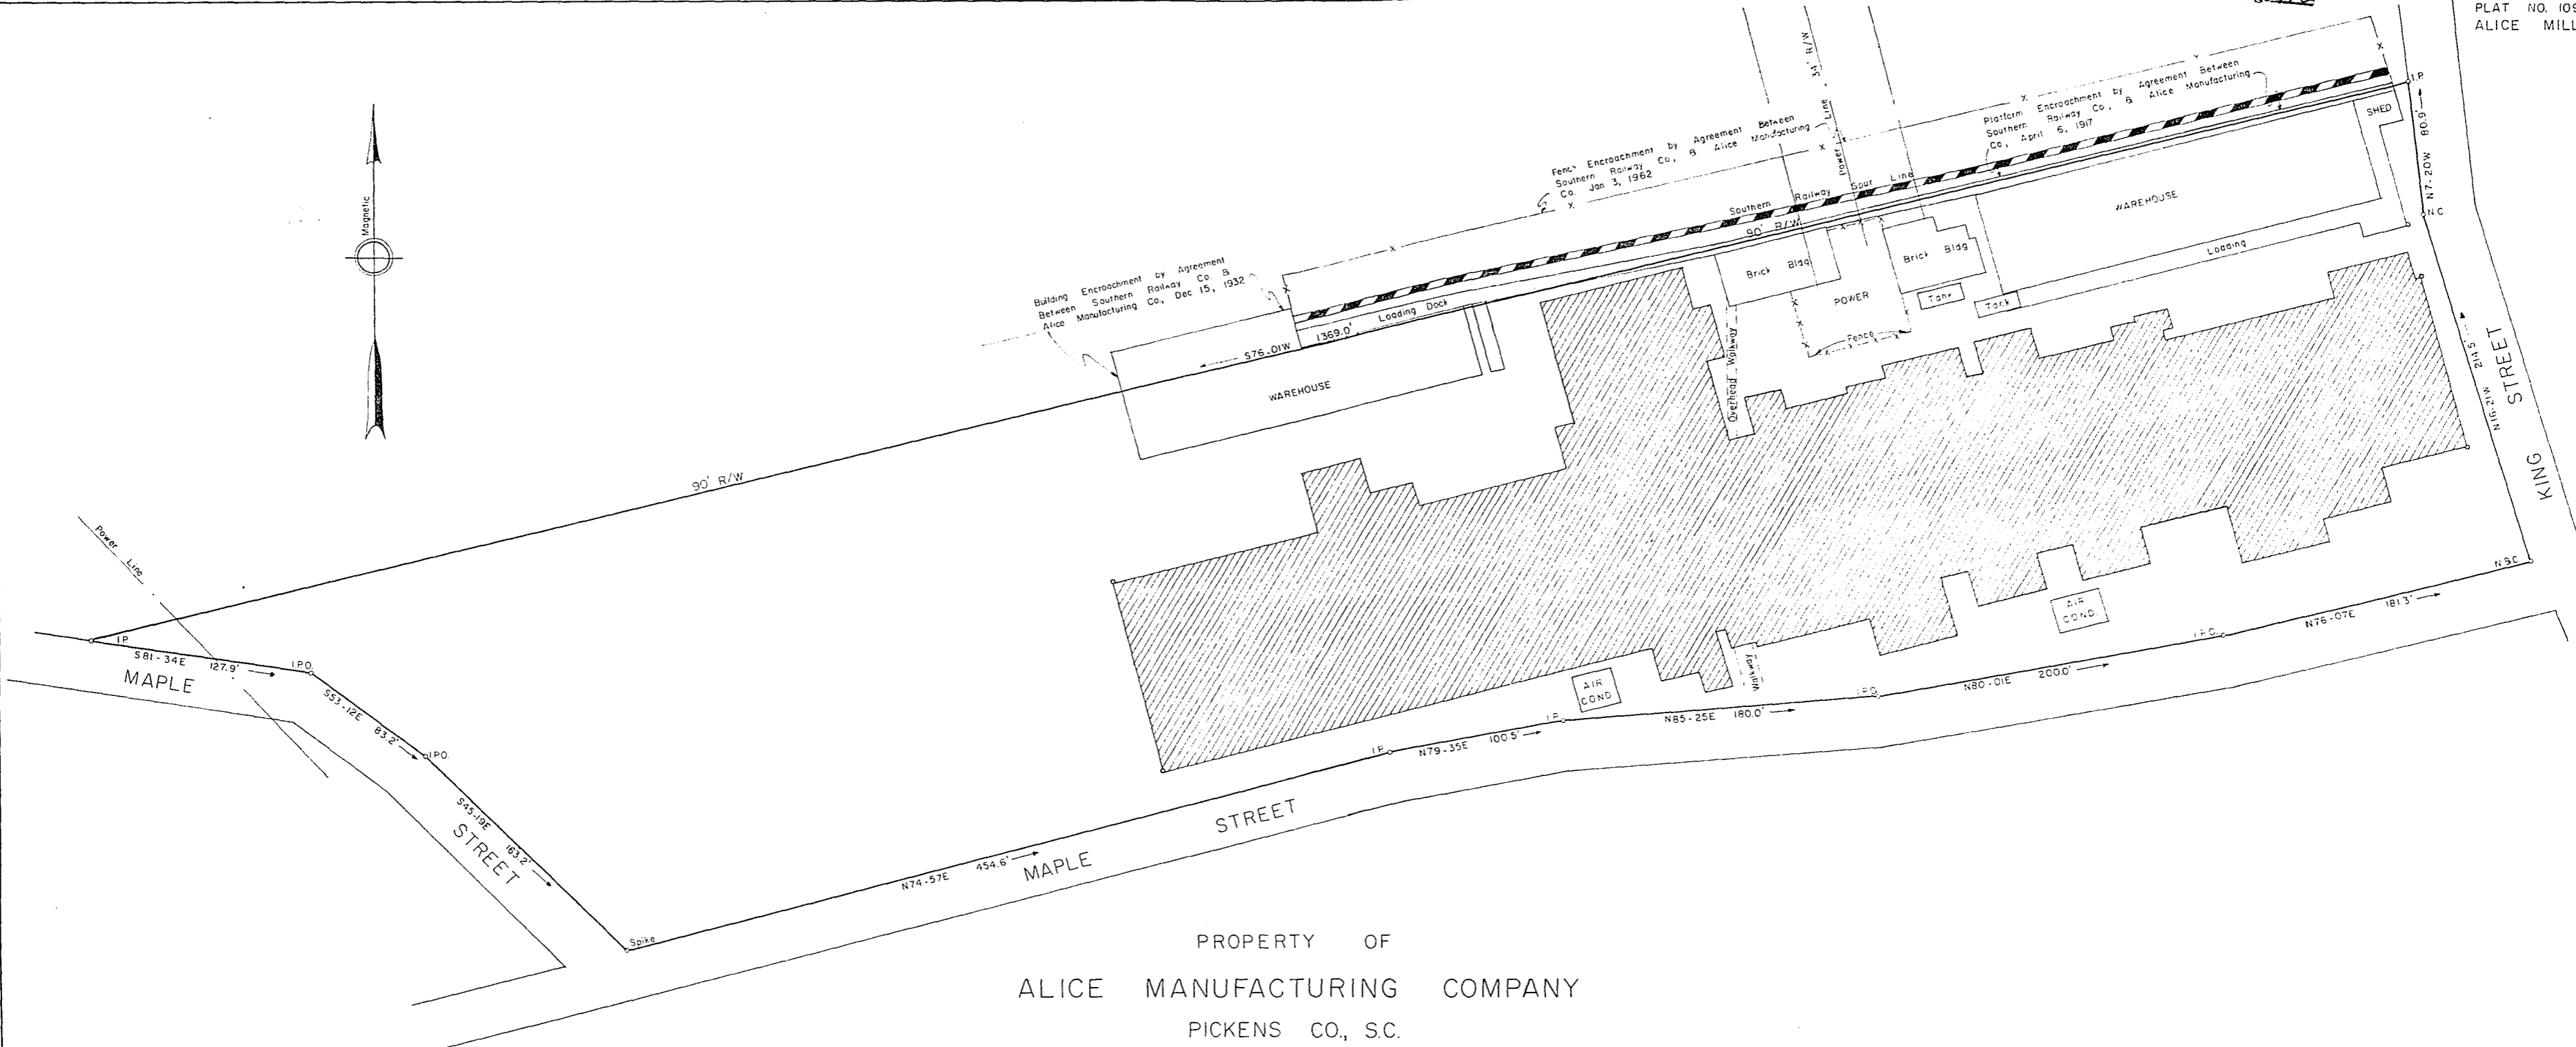 PLAT NO. 109
ALICE MILL
Magnetic
34' R/W
Power Line
Fence Encroachment by Agreement Between
Southern Railway Co., & Alice Manufacturing
Co. Jan 3, 1962
Platform Encroachment by Agreement Between
Southern Railway Co., & Alice Manufacturing
Co, April 6, 1917
Building Encroachment by Agreement
Between Southern Railway Co. &
Alice Manufacturing Co., Dec 15, 1932
Southern Railway Spur Line
90' R/W
I.P.
SHED
N7-20W 80.9'
N.C
WAREHOUSE
Loading
Brick Bldg
Brick Bldg
POWER
Tank
Tank
Fence
Overhead Walkway
S76-01W 1369.0' Loading Dock
WAREHOUSE
90' R/W
N16-21W 214.5'
KING STREET
Power Line
I.P.
S81-34E 127.9'
I.P.O.
MAPLE
S53-12E 83.2'
I.P.O.
S45-19E 163.2'
STREET
Spike
N74-57E 454.6'
MAPLE STREET
I.P.
N79-35E 100.5'
I.P.
AIR
COND
Walkway
N85-25E 180.0'
I.P.O.
N80-01E 200.0'
AIR
COND.
I.P.O.
N76-07E 181.3'
N&C
PROPERTY OF
ALICE MANUFACTURING COMPANY
PICKENS CO., S.C.